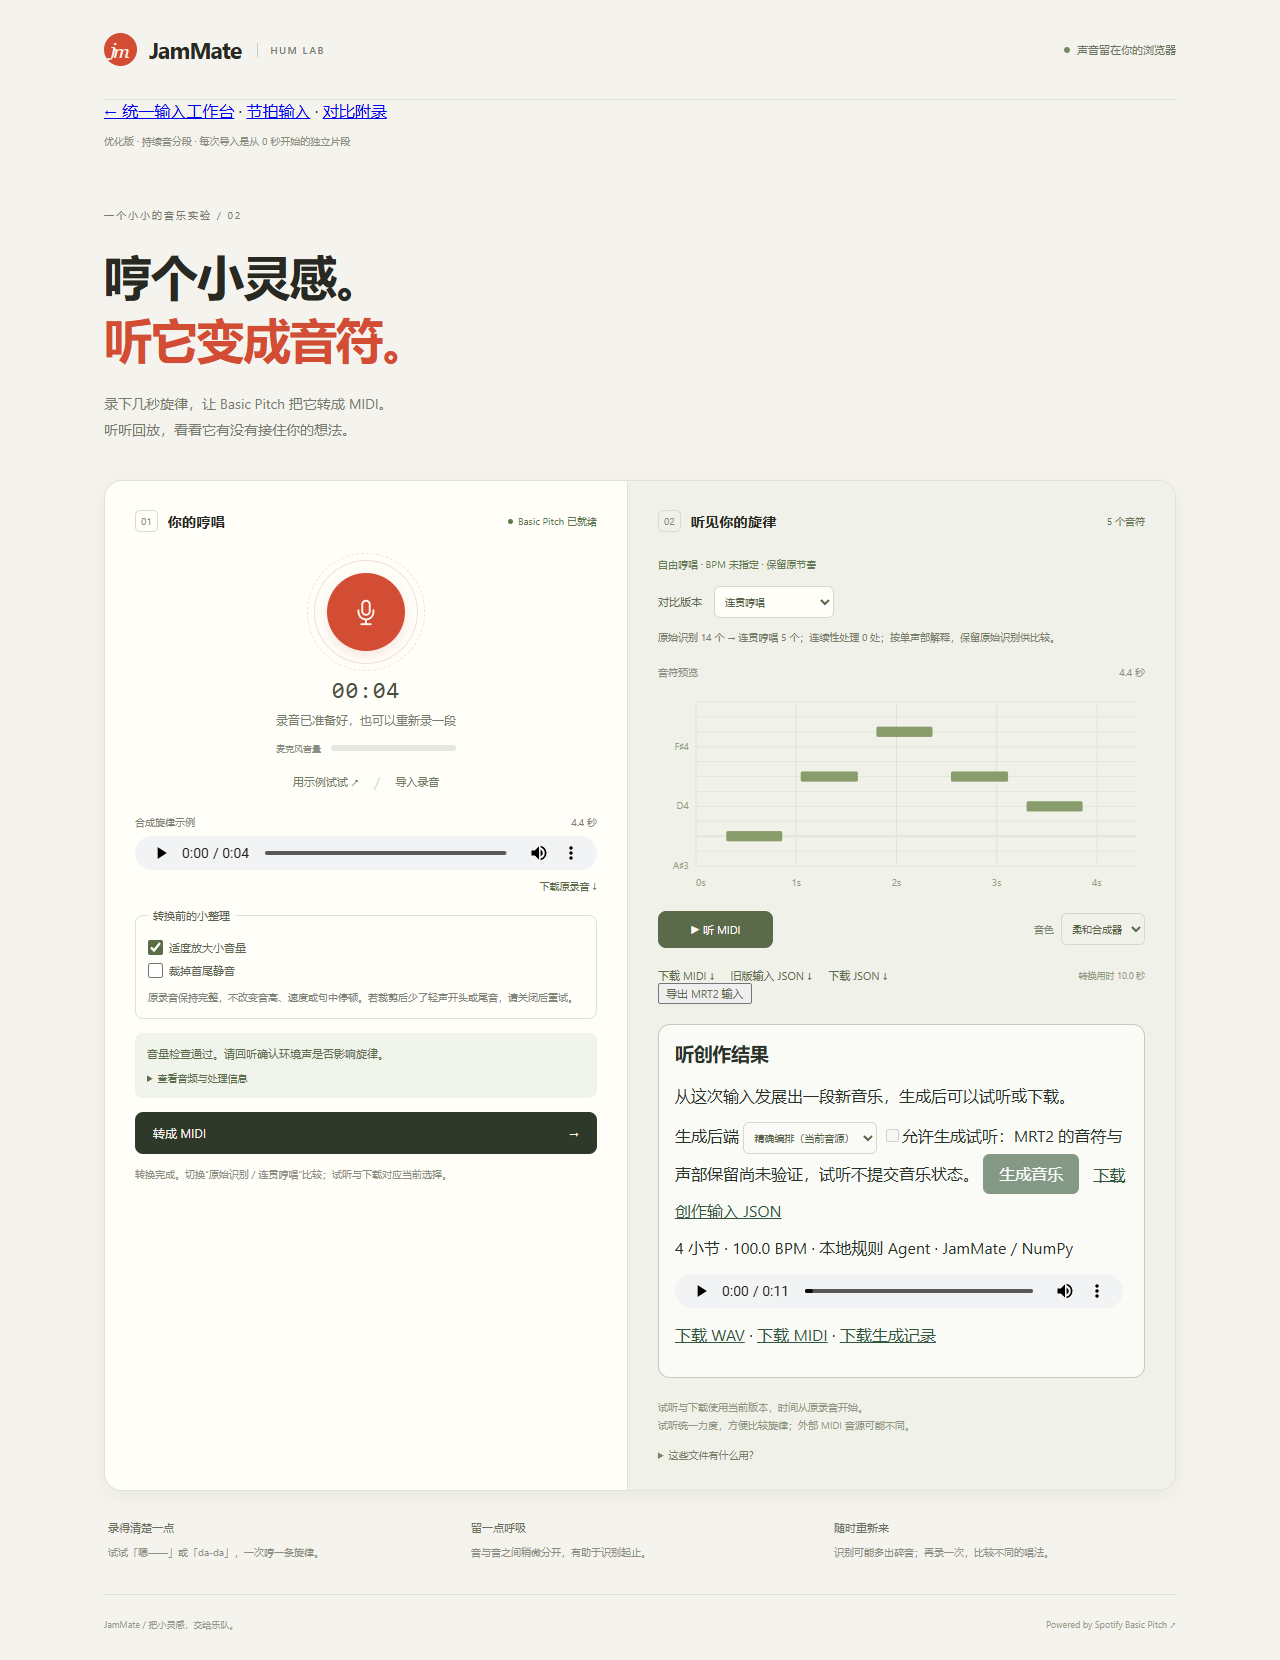 jm JamMate HUM LAB
声音留在你的浏览器
← 统一输入工作台 · 节拍输入 · 对比附录
优化版 · 持续音分段 · 每次导入是从 0 秒开始的独立片段
一个小小的音乐实验 / 02
哼个小灵感。
听它变成音符。
录下几秒旋律，让 Basic Pitch 把它转成 MIDI。
听听回放，看看它有没有接住你的想法。
01 你的哼唱 Basic Pitch 已就绪
00:04
录音已准备好，也可以重新录一段
麦克风音量
用示例试试 ↗ / 导入录音
合成旋律示例 4.4 秒
0:00 / 0:04
下载原录音 ↓
转换前的小整理
适度放大小音量
裁掉首尾静音
原录音保持完整，不改变音高、速度或句中停顿。若裁剪后少了轻声开头或尾音，请关闭后重试。
音量检查通过。请回听确认环境声是否影响旋律。
▶ 查看音频与处理信息
转成 MIDI →
转换完成。切换“原始识别 / 连贯哼唱”比较；试听与下载对应当前选择。
02 听见你的旋律 5 个音符
自由哼唱 · BPM 未指定 · 保留原节奏
对比版本 连贯哼唱
原始识别 14 个 → 连贯哼唱 5 个；连续性处理 0 处；按单声部解释，保留原始识别供比较。
音符预览 4.4 秒
F♯4
D4
A♯3
0s 1s 2s 3s 4s
▶ 听 MIDI 音色 柔和合成器
下载 MIDI ↓ 旧版输入 JSON ↓ 下载 JSON ↓ 转换用时 10.0 秒
导出 MRT2 输入
听创作结果
从这次输入发展出一段新音乐，生成后可以试听或下载。
生成后端 精确编排（当前音源） 允许生成试听：MRT2 的音符与
声部保留尚未验证，试听不提交音乐状态。 生成音乐 下载
创作输入 JSON
4 小节 · 100.0 BPM · 本地规则 Agent · JamMate / NumPy
0:00 / 0:11
下载 WAV · 下载 MIDI · 下载生成记录
试听与下载使用当前版本，时间从原录音开始。
试听统一力度，方便比较旋律；外部 MIDI 音源可能不同。
▶ 这些文件有什么用？
录得清楚一点
试试「嗯——」或「da-da」，一次哼一条旋律。
留一点呼吸
音与音之间稍微分开，有助于识别起止。
随时重新来
识别可能多出碎音；再录一次，比较不同的唱法。
JamMate / 把小灵感，交给乐队。
Powered by Spotify Basic Pitch ↗